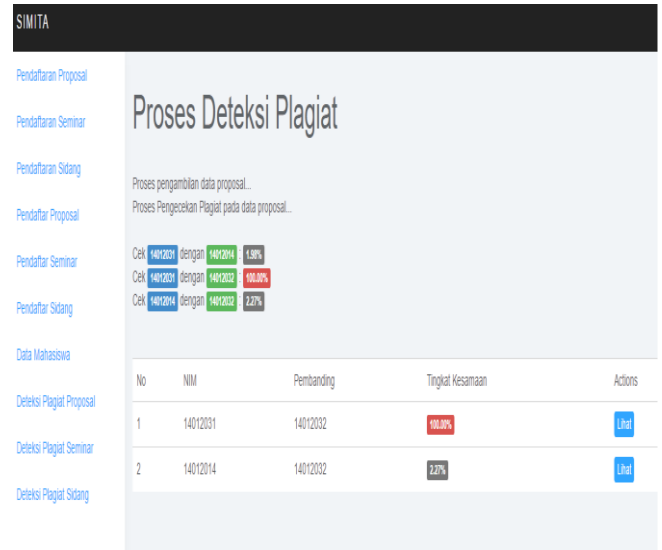 SIMITA
Pendaftaran Proposal
Pendaftaran Seminar
Pendaftaran Sidang
Pendaftar Proposal
Pendaftar Seminar
Pendaftar Sidang
Data Mahasiswa
Deteksi Plagiat Proposal
Deteksi Plagiat Seminar
Deteksi Plagiat Sidang
Proses Deteksi Plagiat
Proses pengambilan data proposal...
Proses Pengecekan Plagiat pada data proposal...
Cek 14012031 dengan 14012014 : 1.98%
Cek 14012031 dengan 14012032 : 100.00%
Cek 14012014 dengan 14012032 : 2.27%
No NIM Pembanding Tingkat Kesamaan Actions
1 14012031 14012032 100.00% Lihat
2 14012014 14012032 2.27% Lihat